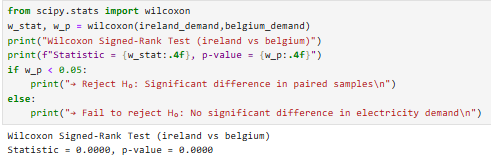 from scipy.stats import wilcoxon
w_stat, w_p = wilcoxon(ireland_demand,belgium_demand)
print("Wilcoxon Signed-Rank Test (ireland vs belgium)")
print(f"Statistic = {w_stat:.4f}, p-value = {w_p:.4f}")
if w_p < 0.05:
    print("→ Reject H₀: Significant difference in paired samples\n")
else:
    print("→ Fail to reject H₀: No significant difference in electricity demand\n")
Wilcoxon Signed-Rank Test (ireland vs belgium)
Statistic = 0.0000, p-value = 0.0000